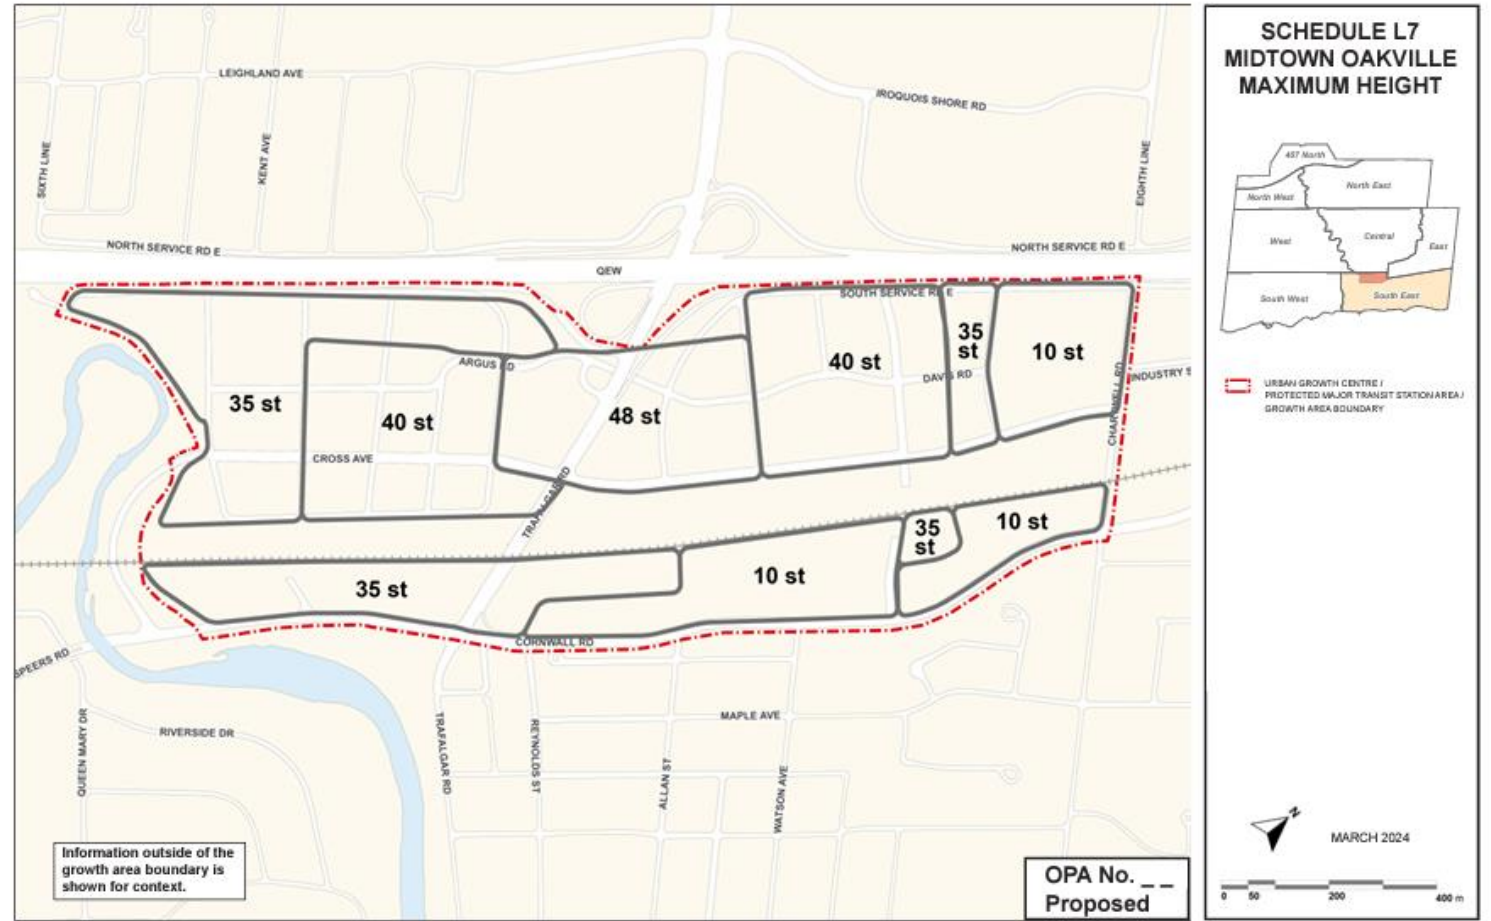 SCHEDULE L7
MIDTOWN OAKVILLE
MAXIMUM HEIGHT
LEIGHLAND AVE
IROQUOIS SHORE RD
SIXTH LINE
KENT AVE
EIGHTH LINE
NORTH SERVICE RD E
NORTH SERVICE RD E
QEW
SOUTH SERVICE RD E
35
st
10 st
40 st
ARGUS RD
DAVIS RD
INDUSTRY S
35 st
40 st
48 st
CROSS AVE
CHARTWELL RD
TRAFALGAR RD
35
st
10 st
35 st
10 st
CORNWALL RD
SPEERS RD
MAPLE AVE
RIVERSIDE DR
QUEEN MARY DR
TRAFALGAR RD
REYNOLDS ST
ALLAN ST
WATSON AVE
Information outside of the
growth area boundary is
shown for context.
OPA No. _ _
Proposed
407 North
North East
North West
West
Central
East
South West
South East
URBAN GROWTH CENTRE /
PROTECTED MAJOR TRANSIT STATION AREA /
GROWTH AREA BOUNDARY
N
MARCH 2024
0 50 200 400 m